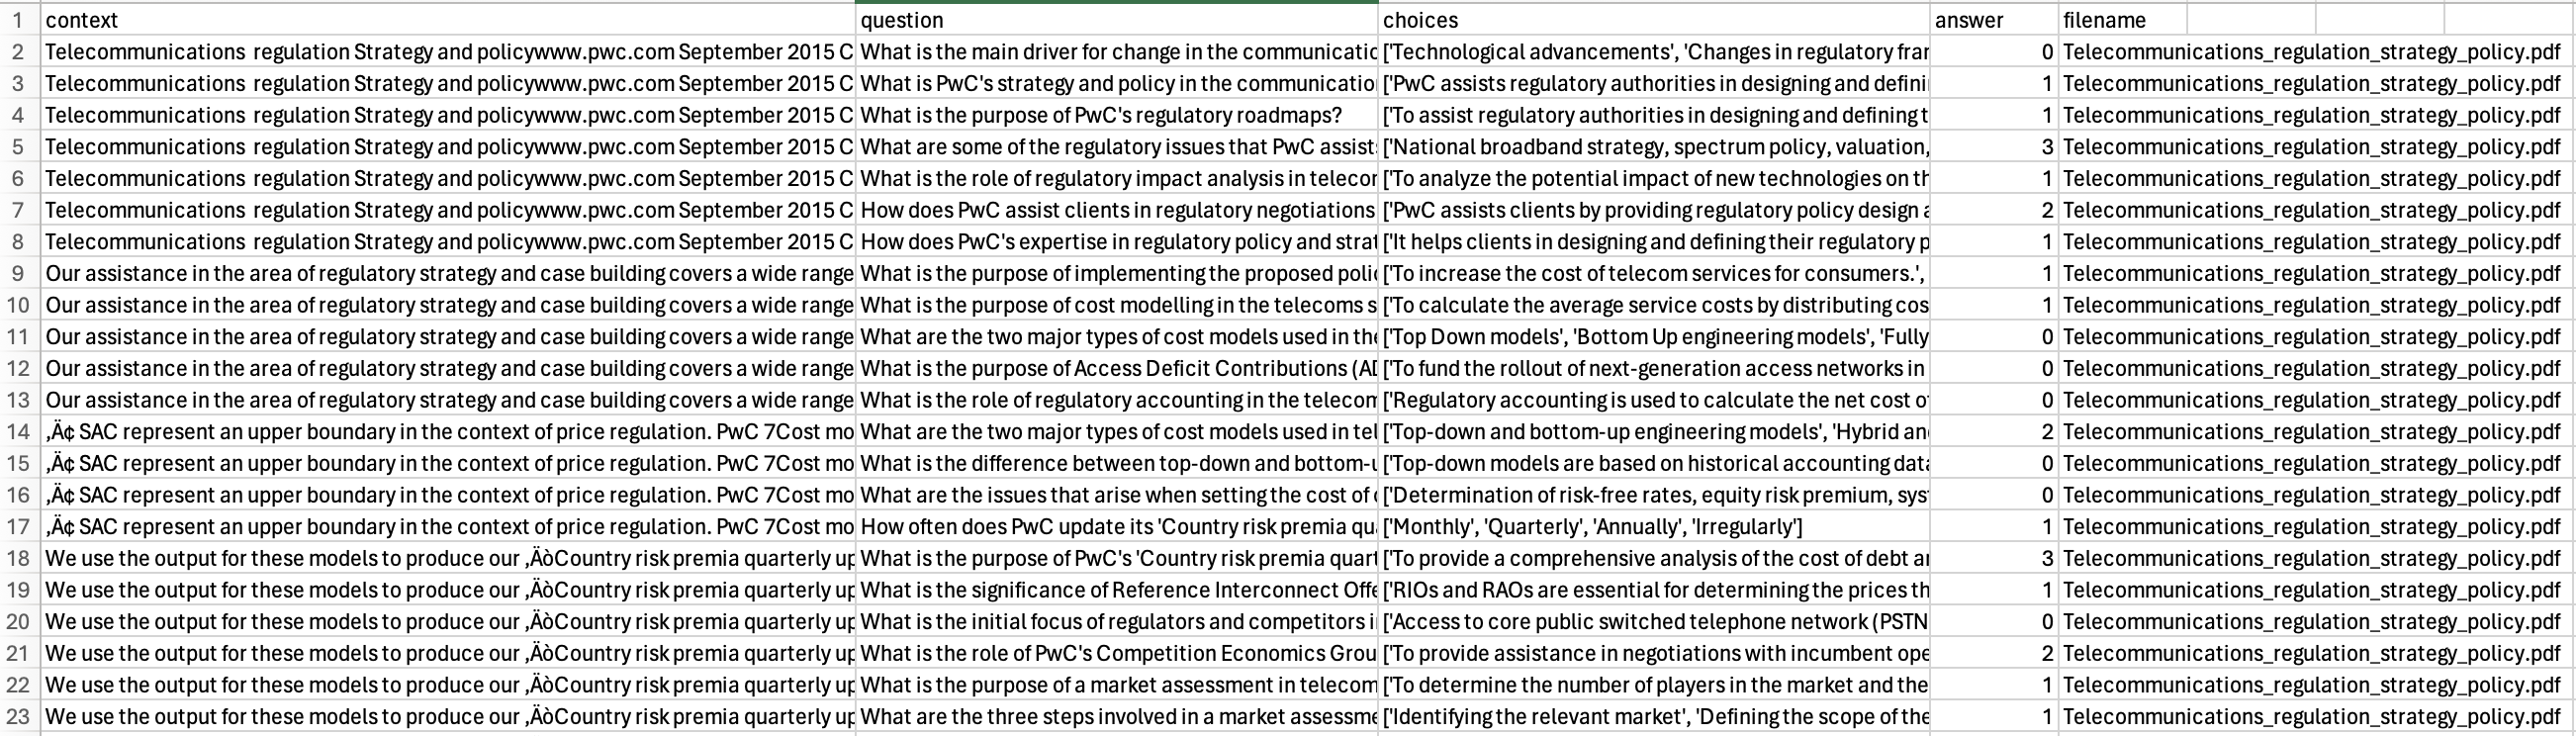 1 context question choices answer filename
2 Telecommunications regulation Strategy and policywww.pwc.com September 2015 C What is the main driver for change in the communicatio ['Technological advancements', 'Changes in regulatory frar 0 Telecommunications_regulation_strategy_policy.pdf
3 Telecommunications regulation Strategy and policywww.pwc.com September 2015 C What is PwC's strategy and policy in the communication ['PwC assists regulatory authorities in designing and defini 1 Telecommunications_regulation_strategy_policy.pdf
4 Telecommunications regulation Strategy and policywww.pwc.com September 2015 C What is the purpose of PwC's regulatory roadmaps? ['To assist regulatory authorities in designing and defining t 1 Telecommunications_regulation_strategy_policy.pdf
5 Telecommunications regulation Strategy and policywww.pwc.com September 2015 C What are some of the regulatory issues that PwC assist ['National broadband strategy, spectrum policy, valuation, 3 Telecommunications_regulation_strategy_policy.pdf
6 Telecommunications regulation Strategy and policywww.pwc.com September 2015 C What is the role of regulatory impact analysis in telecor ['To analyze the potential impact of new technologies on th 1 Telecommunications_regulation_strategy_policy.pdf
7 Telecommunications regulation Strategy and policywww.pwc.com September 2015 C How does PwC assist clients in regulatory negotiations ['PwC assists clients by providing regulatory policy design a 2 Telecommunications_regulation_strategy_policy.pdf
8 Telecommunications regulation Strategy and policywww.pwc.com September 2015 C How does PwC's expertise in regulatory policy and strat ['It helps clients in designing and defining their regulatory p 1 Telecommunications_regulation_strategy_policy.pdf
9 Our assistance in the area of regulatory strategy and case building covers a wide range What is the purpose of implementing the proposed polic ['To increase the cost of telecom services for consumers.', 1 Telecommunications_regulation_strategy_policy.pdf
10 Our assistance in the area of regulatory strategy and case building covers a wide range What is the purpose of cost modelling in the telecoms s ['To calculate the average service costs by distributing cos 1 Telecommunications_regulation_strategy_policy.pdf
11 Our assistance in the area of regulatory strategy and case building covers a wide range What are the two major types of cost models used in the ['Top Down models', 'Bottom Up engineering models', 'Fully 0 Telecommunications_regulation_strategy_policy.pdf
12 Our assistance in the area of regulatory strategy and case building covers a wide range What is the purpose of Access Deficit Contributions (AD ['To fund the rollout of next-generation access networks in 0 Telecommunications_regulation_strategy_policy.pdf
13 Our assistance in the area of regulatory strategy and case building covers a wide range What is the role of regulatory accounting in the telecom ['Regulatory accounting is used to calculate the net cost o 0 Telecommunications_regulation_strategy_policy.pdf
14 ‚Ä¢ SAC represent an upper boundary in the context of price regulation. PwC 7Cost mo What are the two major types of cost models used in tel ['Top-down and bottom-up engineering models', 'Hybrid an 2 Telecommunications_regulation_strategy_policy.pdf
15 ‚Ä¢ SAC represent an upper boundary in the context of price regulation. PwC 7Cost mo What is the difference between top-down and bottom-u ['Top-down models are based on historical accounting data 0 Telecommunications_regulation_strategy_policy.pdf
16 ‚Ä¢ SAC represent an upper boundary in the context of price regulation. PwC 7Cost mo What are the issues that arise when setting the cost of c ['Determination of risk-free rates, equity risk premium, sys 0 Telecommunications_regulation_strategy_policy.pdf
17 ‚Ä¢ SAC represent an upper boundary in the context of price regulation. PwC 7Cost mo How often does PwC update its 'Country risk premia qu ['Monthly', 'Quarterly', 'Annually', 'Irregularly'] 1 Telecommunications_regulation_strategy_policy.pdf
18 We use the output for these models to produce our ‚ÄòCountry risk premia quarterly up What is the purpose of PwC's 'Country risk premia quart ['To provide a comprehensive analysis of the cost of debt an 3 Telecommunications_regulation_strategy_policy.pdf
19 We use the output for these models to produce our ‚ÄòCountry risk premia quarterly up What is the significance of Reference Interconnect Offe ['RIOs and RAOs are essential for determining the prices th 1 Telecommunications_regulation_strategy_policy.pdf
20 We use the output for these models to produce our ‚ÄòCountry risk premia quarterly up What is the initial focus of regulators and competitors i ['Access to core public switched telephone network (PSTN 0 Telecommunications_regulation_strategy_policy.pdf
21 We use the output for these models to produce our ‚ÄòCountry risk premia quarterly up What is the role of PwC's Competition Economics Grou ['To provide assistance in negotiations with incumbent ope 2 Telecommunications_regulation_strategy_policy.pdf
22 We use the output for these models to produce our ‚ÄòCountry risk premia quarterly up What is the purpose of a market assessment in telecom ['To determine the number of players in the market and the 1 Telecommunications_regulation_strategy_policy.pdf
23 We use the output for these models to produce our ‚ÄòCountry risk premia quarterly up What are the three steps involved in a market assessme ['Identifying the relevant market', 'Defining the scope of the 1 Telecommunications_regulation_strategy_policy.pdf